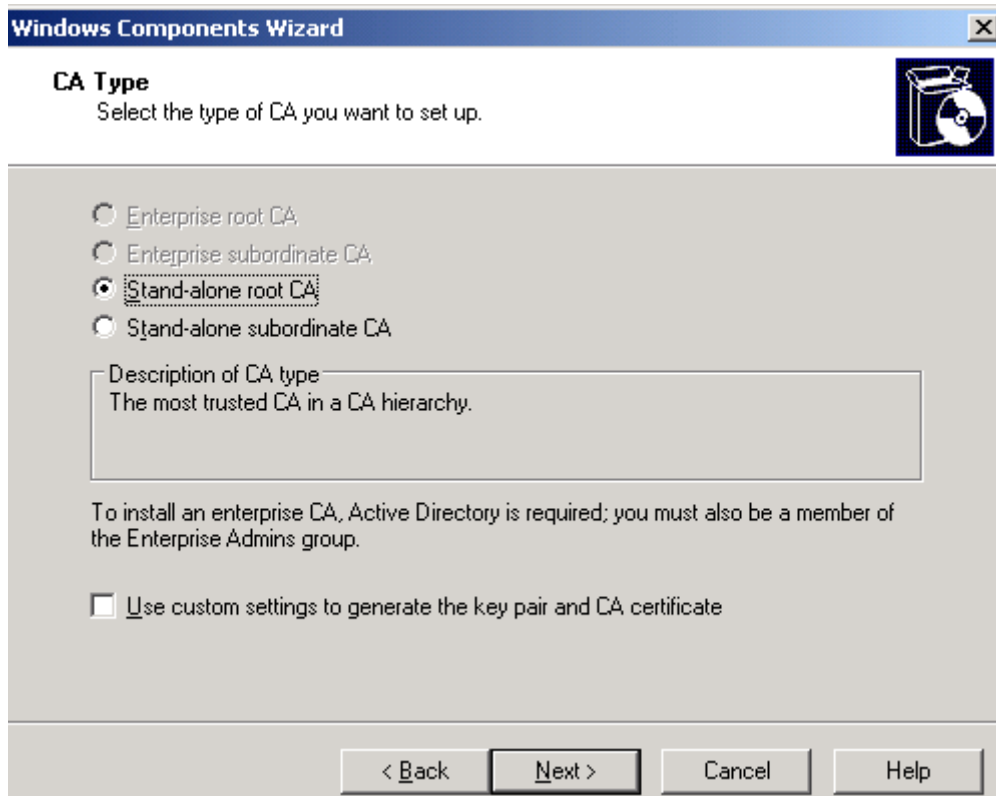 Windows Components Wizard
CA Type
Select the type of CA you want to set up.
Enterprise root CA
Enterprise subordinate CA
Stand-alone root CA
Stand-alone subordinate CA
Description of CA type
The most trusted CA in a CA hierarchy.
To install an enterprise CA, Active Directory is required; you must also be a member of
the Enterprise Admins group.
Use custom settings to generate the key pair and CA certificate
< Back Next > Cancel Help